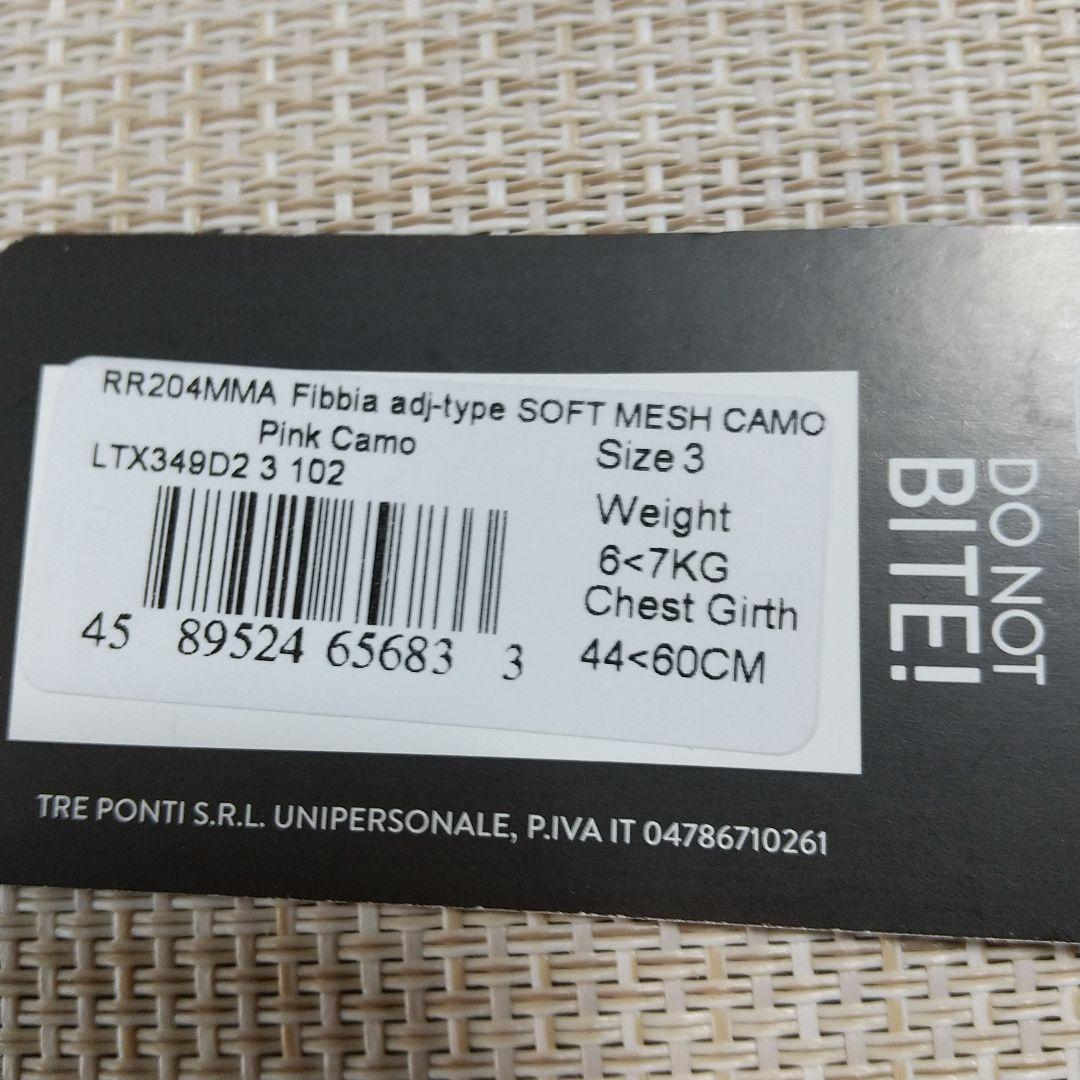 RR204MMA Fibbia adj-type SOFT MESH CAMO
Pink Camo
LTX349D2 3 102
Size 3
Weight
6<7KG
Chest Girth
44<60CM
45 89524 65683 3
DO NOT
BITE!
TRE PONTI S.R.L. UNIPERSONALE, P.IVA IT 04786710261